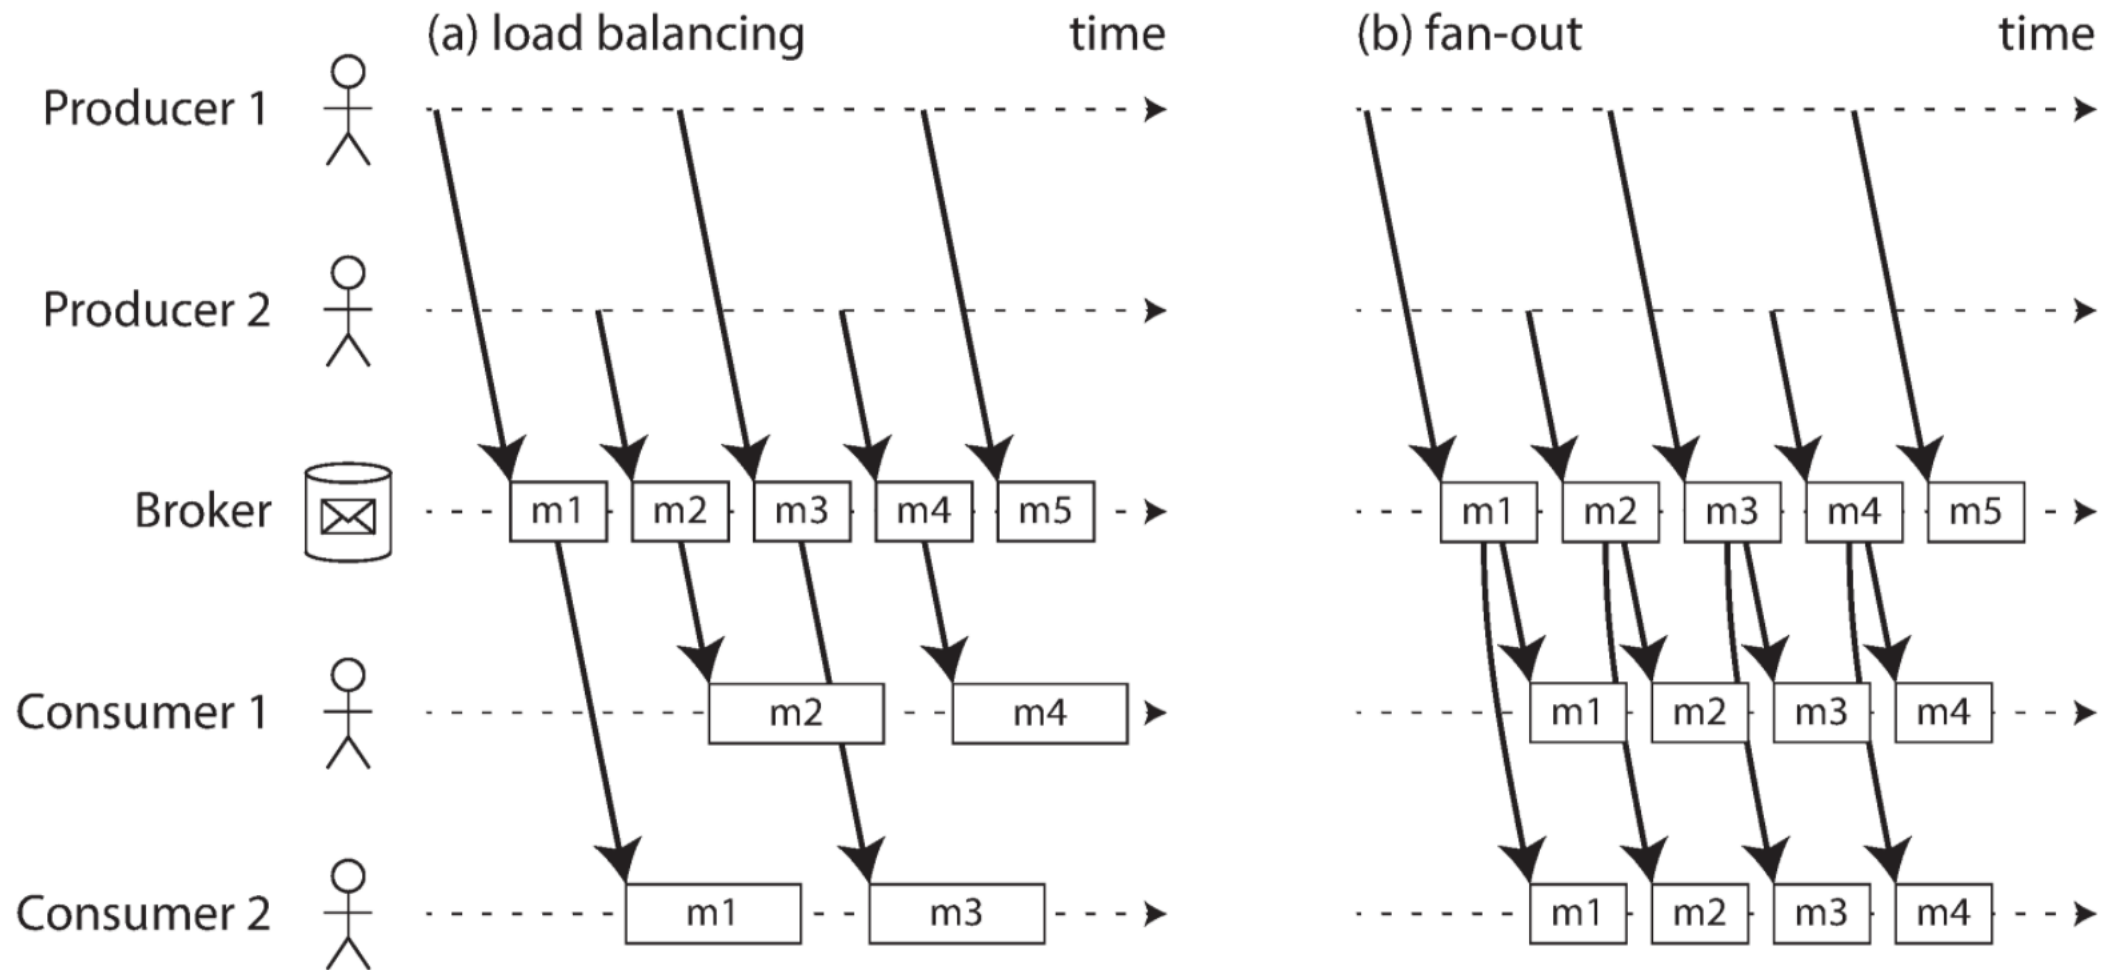 (a) load balancing time (b) fan-out time
Producer 1
Producer 2
Broker m1 m2 m3 m4 m5 m1 m2 m3 m4 m5
Consumer 1 m2 m4 m1 m2 m3 m4
Consumer 2 m1 m3 m1 m2 m3 m4